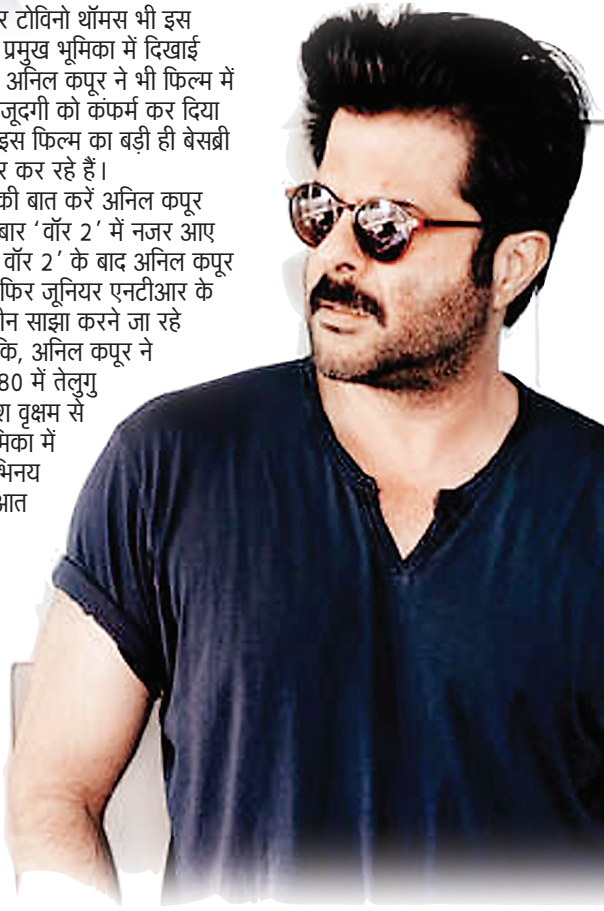 र टोविनो थॉमस भी इस
प्रमुख भूमिका में दिखाई
अनिल कपूर ने भी फिल्म में
जूदगी को कंफर्म कर दिया
इस फिल्म का बड़ी ही बेसब्री
र कर रहे हैं।
की बात करें अनिल कपूर
बार ‘वॉर 2’ में नजर आए
वॉर 2’ के बाद अनिल कपूर
फिर जूनियर एनटीआर के
ीन साझा करने जा रहे
कि, अनिल कपूर ने
80 में तेलुगु
श वृक्षम से
मिका में
भिनय
आत